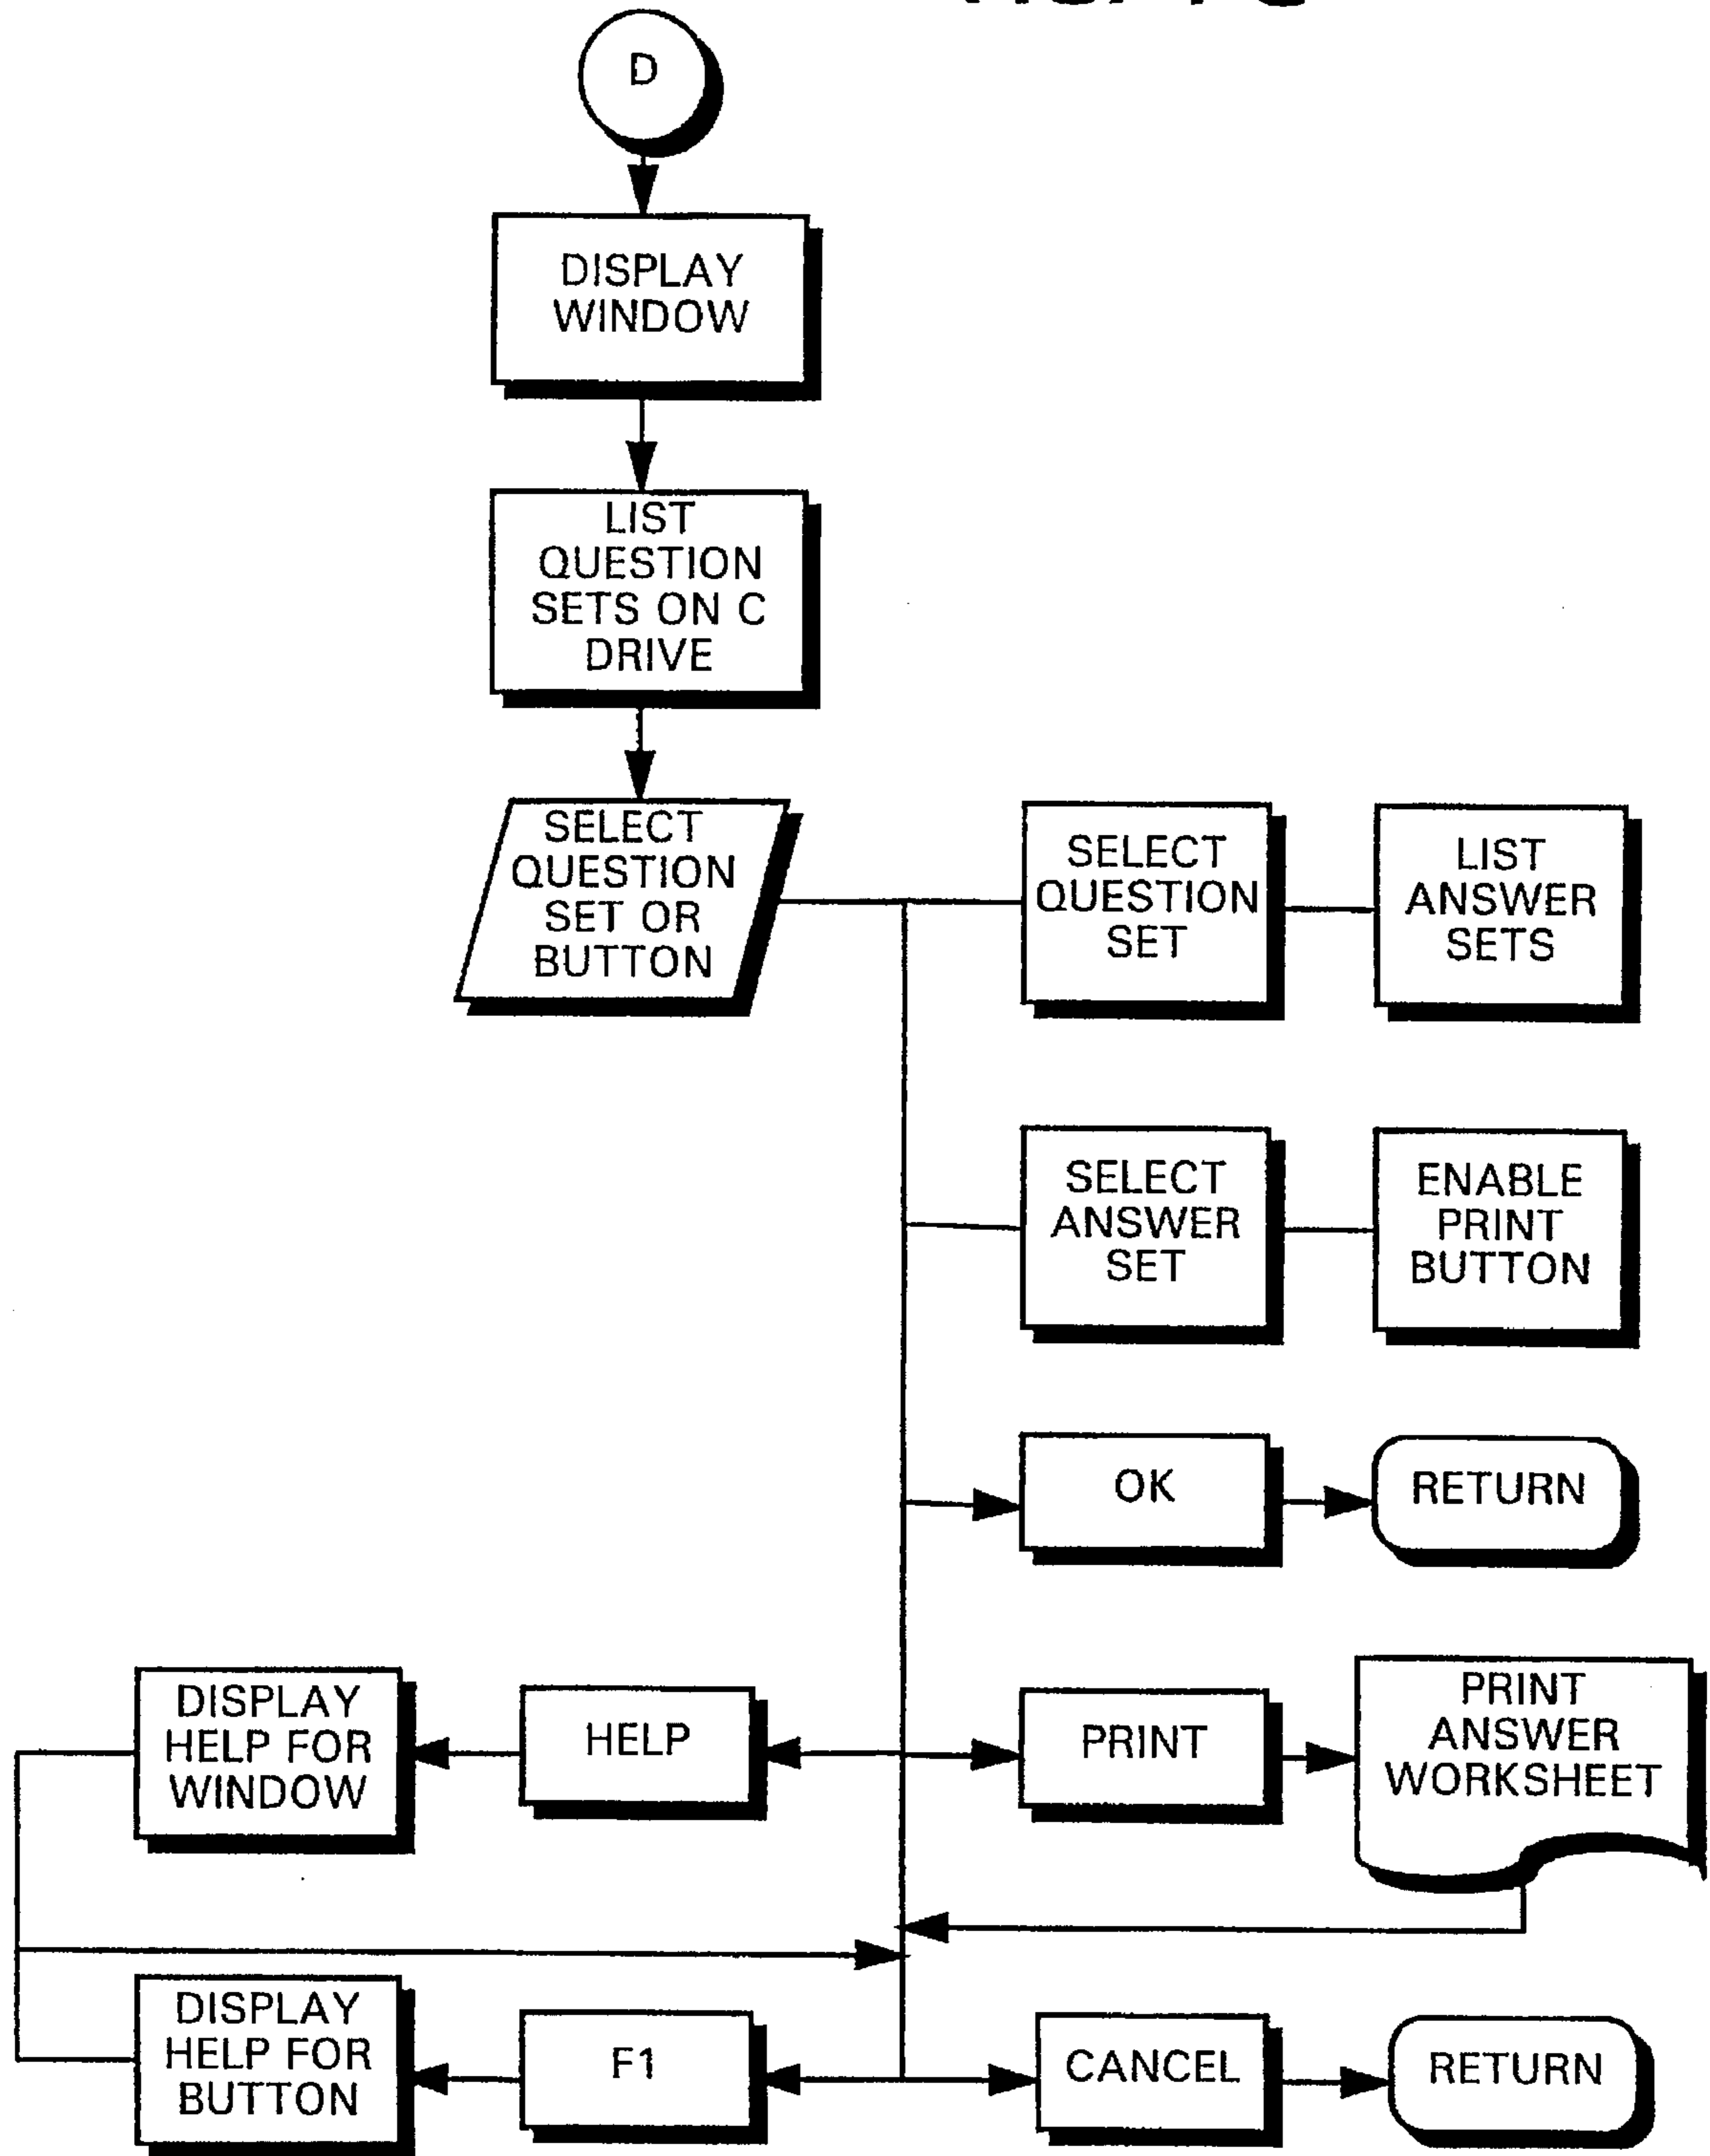 D
DISPLAY
WINDOW
LIST
QUESTION
SETS ON C
DRIVE
SELECT
QUESTION
SET OR
BUTTON
SELECT
QUESTION
SET
LIST
ANSWER
SETS
SELECT
ANSWER
SET
ENABLE
PRINT
BUTTON
OK
RETURN
DISPLAY
HELP FOR
WINDOW
HELP
PRINT
PRINT
ANSWER
WORKSHEET
DISPLAY
HELP FOR
BUTTON
F1
CANCEL
RETURN